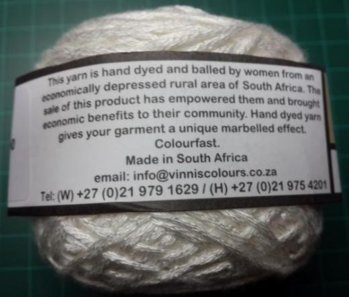 This yarn is hand dyed and balled by women from an
economically depressed rural area of South Africa. The
sale of this product has empowered them and brought
economic benefits to their community. Hand dyed yarn
gives your garment a unique marbelled effect.
Colourfast.
Made in South Africa
email: info@vinniscolours.co.za
Tel: (W) +27 (0)21 979 1629 / (H) +27 (0)21 975 4201